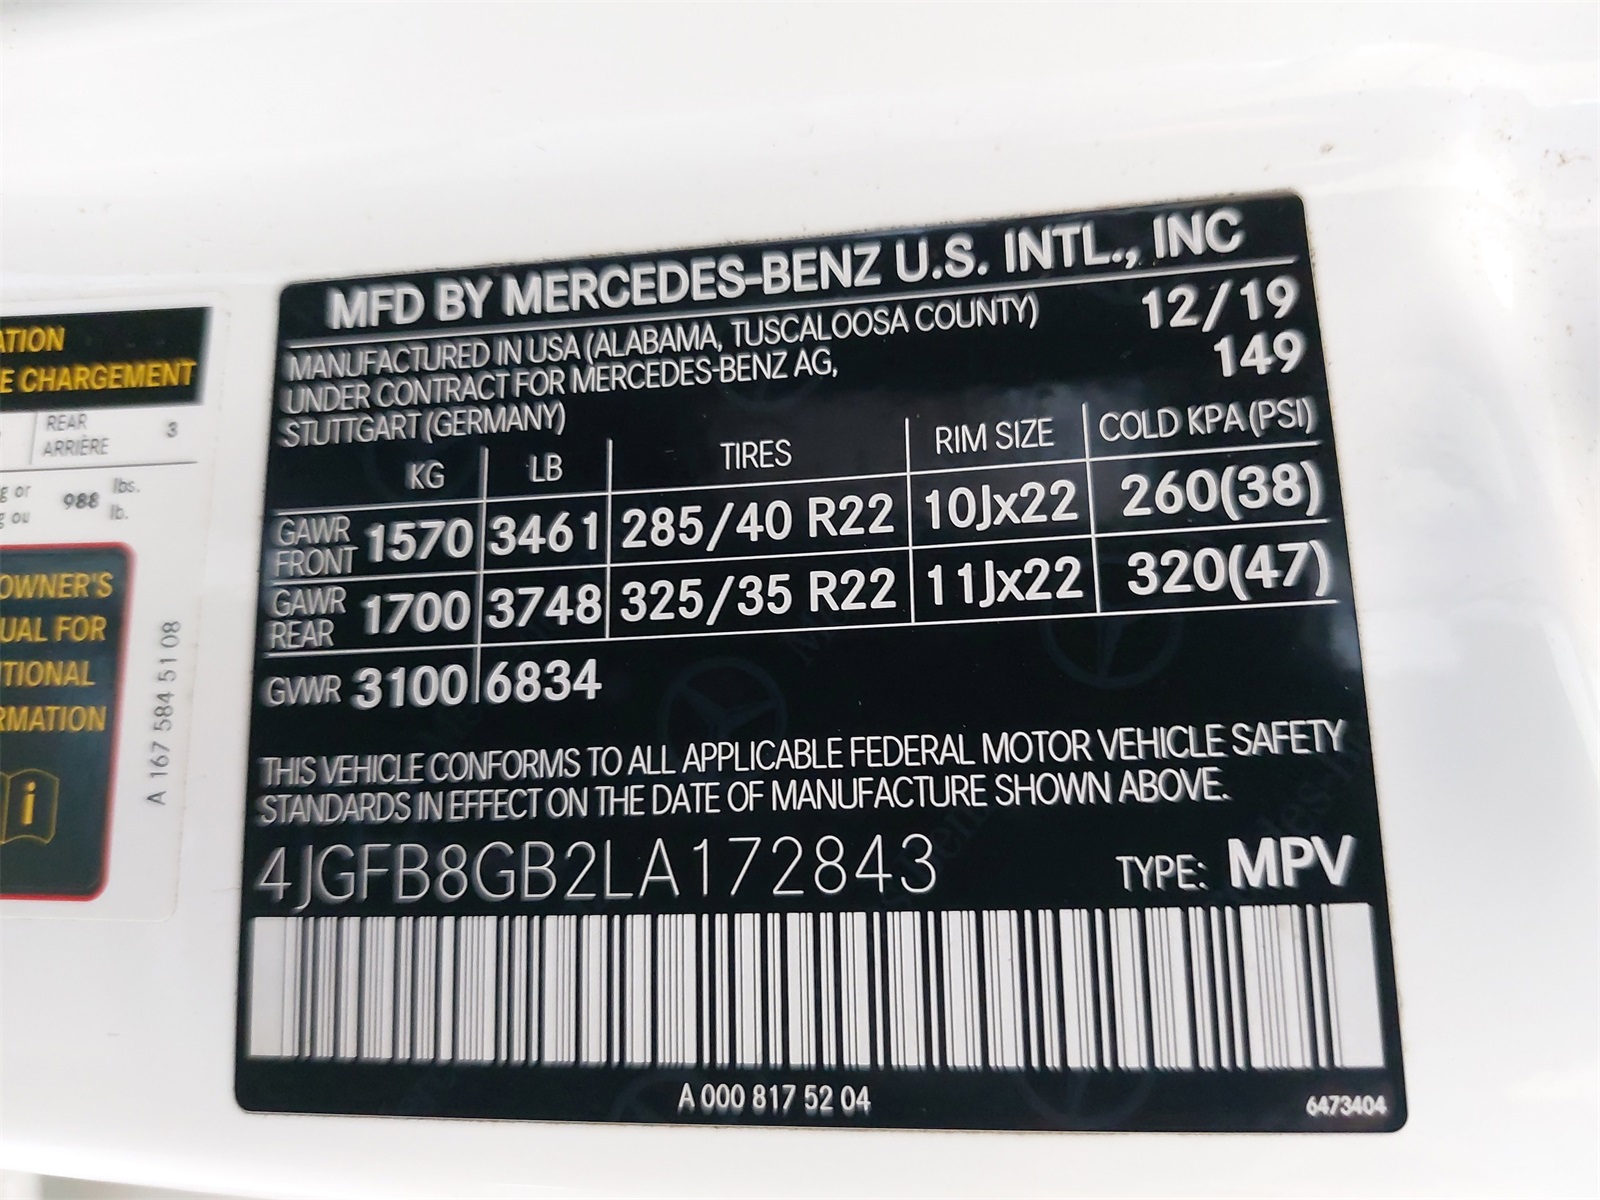 ATION
E CHARGEMENT
REAR
ARRIÈRE 3
g or
g ou 988 lbs.
lb.
OWNER'S
UAL FOR
ITIONAL
RMATION
i
A 167 584 51 08
MFD BY MERCEDES-BENZ U.S. INTL., INC
MANUFACTURED IN USA (ALABAMA, TUSCALOOSA COUNTY) 12/19
UNDER CONTRACT FOR MERCEDES-BENZ AG, 149
STUTTGART (GERMANY)
KG LB TIRES RIM SIZE COLD KPA (PSI)
GAWR FRONT 1570 3461 285/40 R22 10Jx22 260(38)
GAWR REAR 1700 3748 325/35 R22 11Jx22 320(47)
GVWR 3100 6834
THIS VEHICLE CONFORMS TO ALL APPLICABLE FEDERAL MOTOR VEHICLE SAFETY
STANDARDS IN EFFECT ON THE DATE OF MANUFACTURE SHOWN ABOVE.
4JGFB8GB2LA172843 TYPE: MPV
A 000 817 52 04 6473404